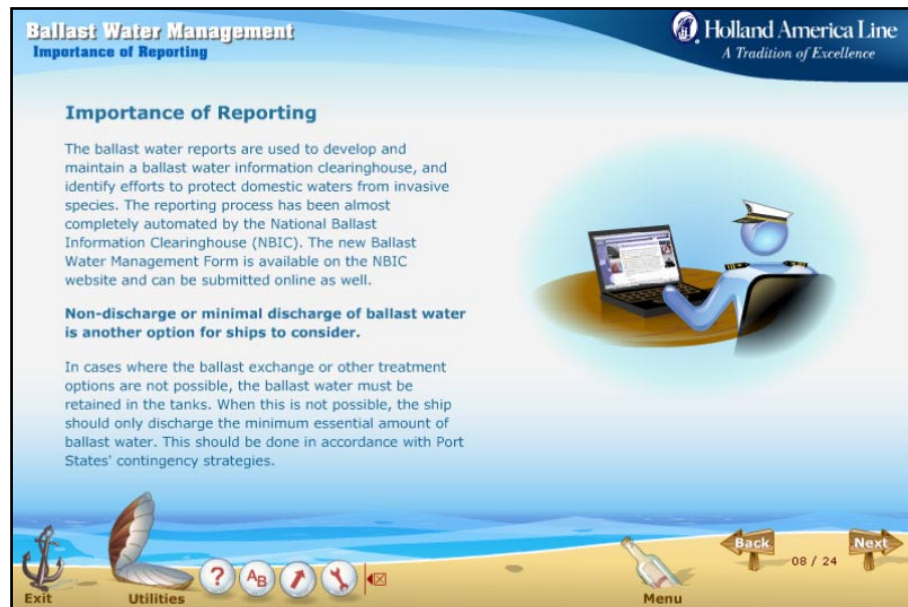 Ballast Water Management
Importance of Reporting
Holland America Line
A Tradition of Excellence
Importance of Reporting
The ballast water reports are used to develop and
maintain a ballast water information clearinghouse, and
identify efforts to protect domestic waters from invasive
species. The reporting process has been almost
completely automated by the National Ballast
Information Clearinghouse (NBIC). The new Ballast
Water Management Form is available on the NBIC
website and can be submitted online as well.
Non-discharge or minimal discharge of ballast water
is another option for ships to consider.
In cases where the ballast exchange or other treatment
options are not possible, the ballast water must be
retained in the tanks. When this is not possible, the ship
should only discharge the minimum essential amount of
ballast water. This should be done in accordance with Port
States' contingency strategies.
Exit
Utilities
?
AB
Menu
Back
08 / 24
Next